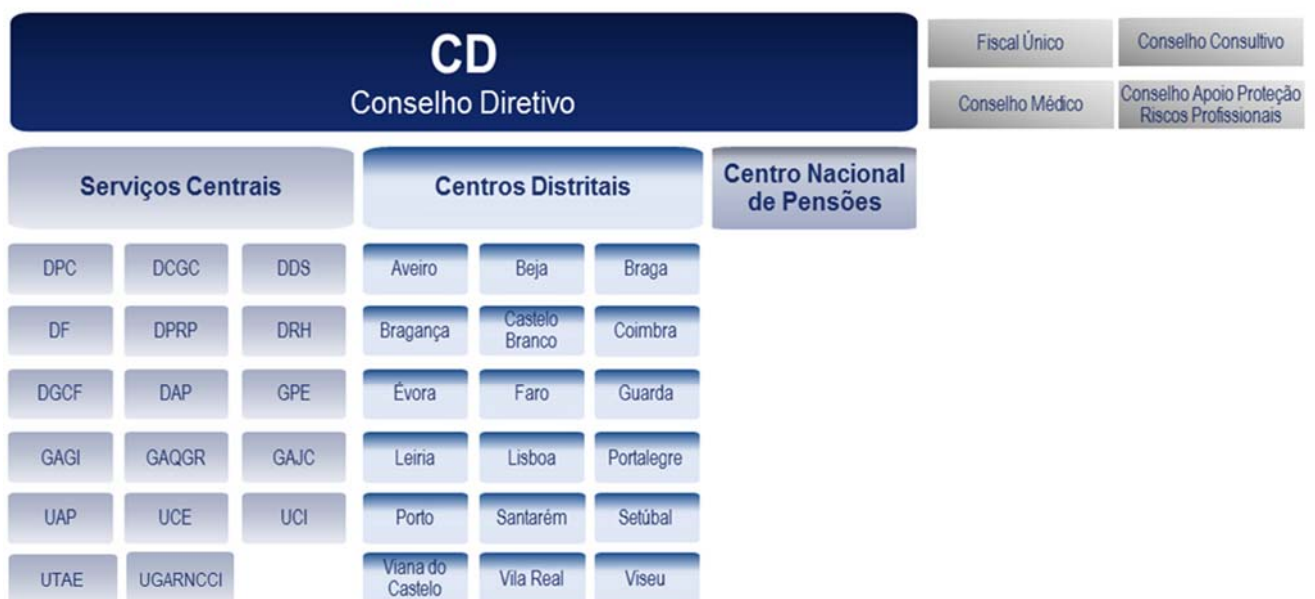 CD
Conselho Diretivo
Fiscal Único
Conselho Consultivo
Conselho Médico
Conselho Apoio Proteção
Riscos Profissionais
Serviços Centrais
Centros Distritais
Centro Nacional
de Pensões
DPC
DCGC
DDS
Aveiro
Beja
Braga
DF
DPRP
DRH
Bragança
Castelo
Branco
Coimbra
DGCF
DAP
GPE
Évora
Faro
Guarda
GAGI
GAQGR
GAJC
Leiria
Lisboa
Portalegre
UAP
UCE
UCI
Porto
Santarém
Setúbal
UTAE
UGARNCCI
Viana do
Castelo
Vila Real
Viseu